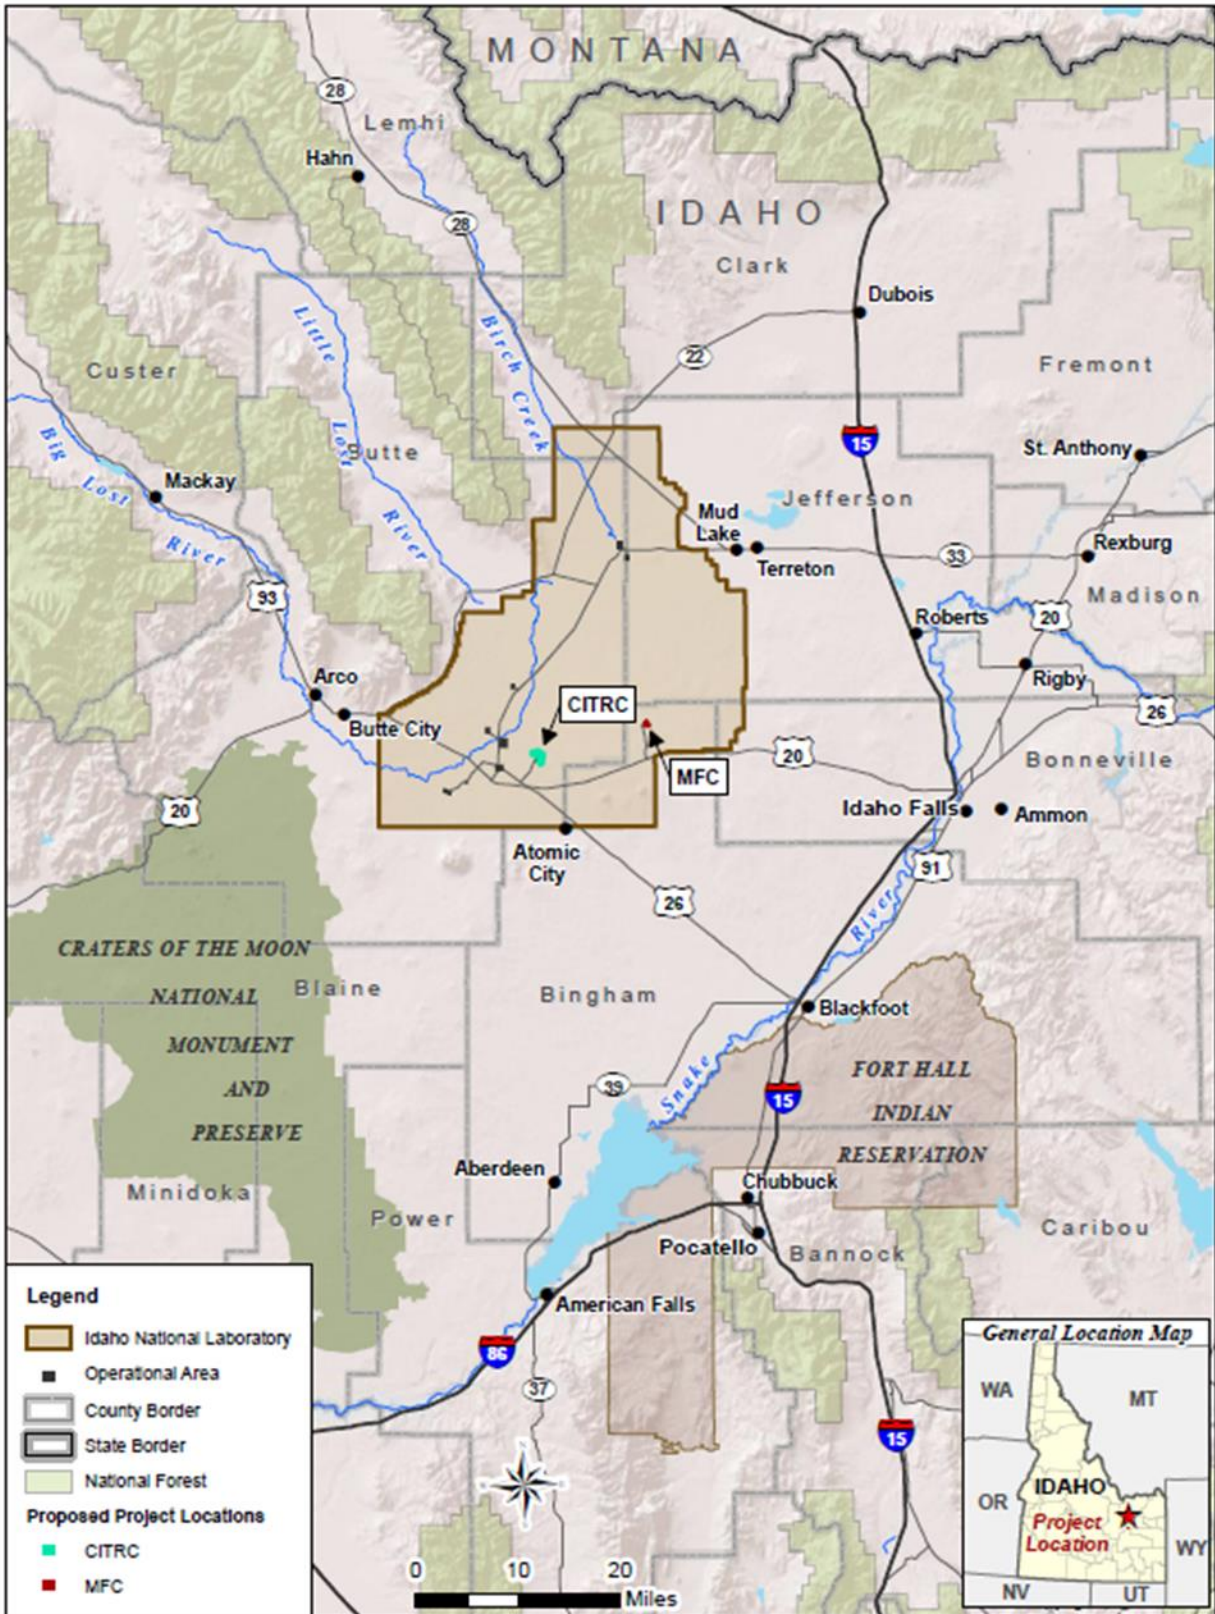 MONTANA
28
Lemhi
Hahn
28
IDAHO
Clark
Dubois
22
Custer
Little
Lost
River
Birch Creek
Fremont
Butte
15
St. Anthony
Big
Lost
River
Mackay
Jefferson
Mud
Lake
Terreton
33
Rexburg
93
Madison
20
Roberts
Arco
Rigby
CITRC
26
Butte City
20
MFC
Bonneville
20
Idaho Falls
Ammon
Atomic
City
91
26
River
CRATERS OF THE MOON
NATIONAL
MONUMENT
AND
PRESERVE
Blaine
Bingham
Blackfoot
Snake
FORT HALL
INDIAN
RESERVATION
39
15
Aberdeen
Chubbuck
Minidoka
Power
Caribou
Pocatello
Bannock
American Falls
86
37
15
Legend
Idaho National Laboratory
Operational Area
County Border
State Border
National Forest
Proposed Project Locations
CITRC
MFC
0 10 20
Miles
General Location Map
WA
MT
OR
IDAHO
Project
Location
WY
NV
UT